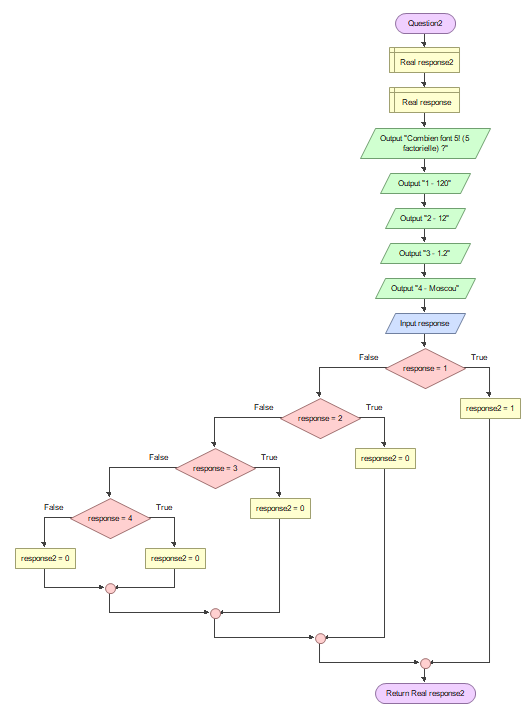 Question2
Real response2
Real response
Output "Combien font 5! (5
factorielle) ?"
Output "1 - 120"
Output "2 - 12"
Output "3 - 1.2"
Output "4 - Moscou"
Input response
False
True
response = 1
response2 = 1
False
True
response = 2
response2 = 0
False
True
response = 3
response2 = 0
False
True
response = 4
response2 = 0
response2 = 0
Return Real response2